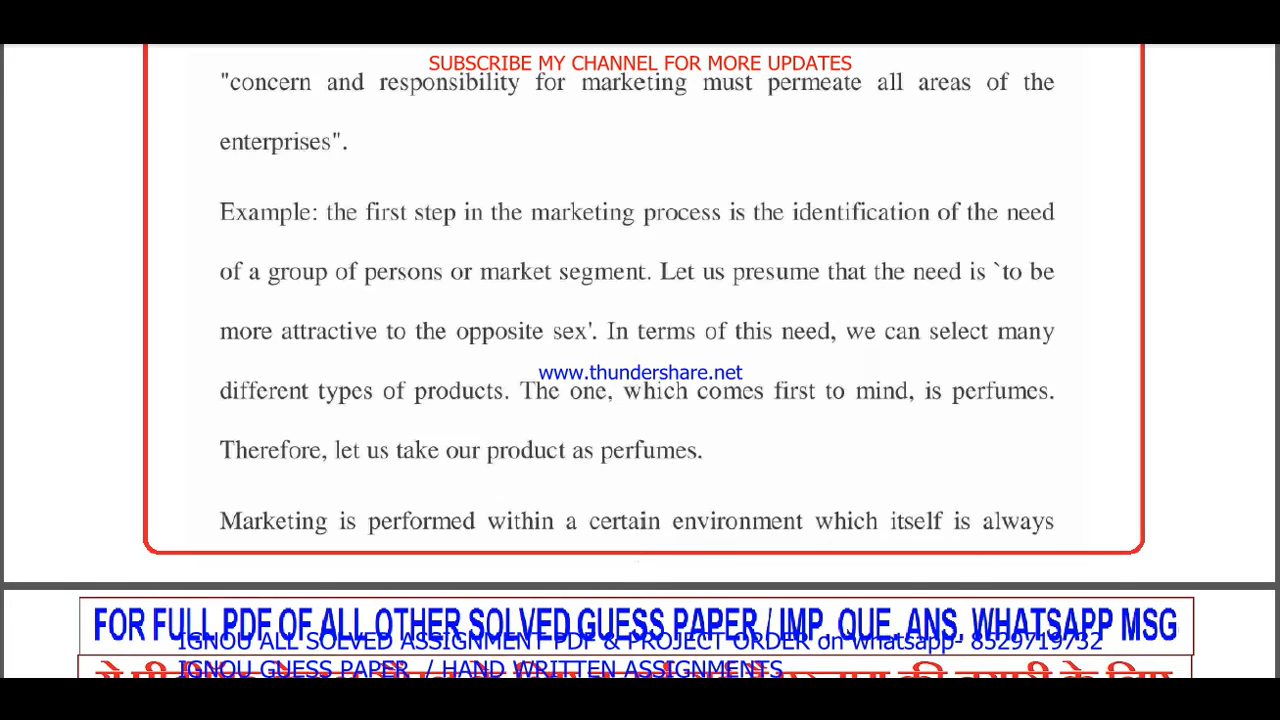 SUBSCRIBE MY CHANNEL FOR MORE UPDATES
"concern and responsibility for marketing must permeate all areas of the
enterprises".
Example: the first step in the marketing process is the identification of the need
of a group of persons or market segment. Let us presume that the need is `to be
more attractive to the opposite sex'. In terms of this need, we can select many
www.thundershare.net
different types of products. The one, which comes first to mind, is perfumes.
Therefore, let us take our product as perfumes.
Marketing is performed within a certain environment which itself is always
FOR FULL PDF OF ALL OTHER SOLVED GUESS PAPER / IMP. QUE. ANS. WHATSAPP MSG
IGNOU ALL SOLVED ASSIGNMENT PDF & PROJECT ORDER on whatsapp- 8529719732
IGNOU GUESS PAPER / HAND WRITTEN ASSIGNMENTS